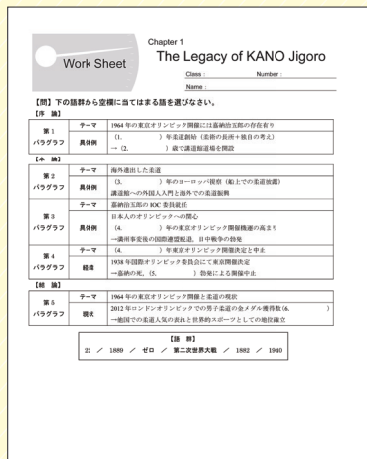 Chapter 1
Work Sheet
The Legacy of KANO Jigoro
Class :
Number :
Name :
【問】下の語群から空欄に当てはまる語を選びなさい。
【序　論】
第1パラグラフ テーマ 1964年の東京オリンピック開催には嘉納治五郎の存在有り
具体例 (1.　　　　) 年柔道創始（柔術の長所＋独自の考え）
→ (2.　　　　) 歳で講道館道場を開設
第2パラグラフ テーマ 海外進出した柔道
具体例 (3.　　　　) 年のヨーロッパ視察（船上での柔道披露）
講道館への外国人入門と海外での柔道振興
第3パラグラフ テーマ 嘉納治五郎の IOC 委員就任
具体例 日本人のオリンピックへの関心
(4.　　　　) 年の東京オリンピック開催機運の高まり
→満州事変後の国際連盟脱退，日中戦争の勃発
第4パラグラフ テーマ (4.　　　　) 年東京オリンピック開催決定と中止
経緯 1938年国際オリンピック委員会にて東京開催決定
→嘉納の死，(5.　　　　) 勃発による開催中止
【結　論】
第5パラグラフ テーマ 1964年の東京オリンピック開催と柔道の現状
現え 2012年ロンドンオリンピックでの男子柔道の金メダル獲得数(6.　　　　)
→他国での柔道人気の表れと世界的スポーツとしての地位確立
【語　群】
／ 1889 ／ ゼロ ／ 第二次世界大戦 ／ 1882 ／ 1940